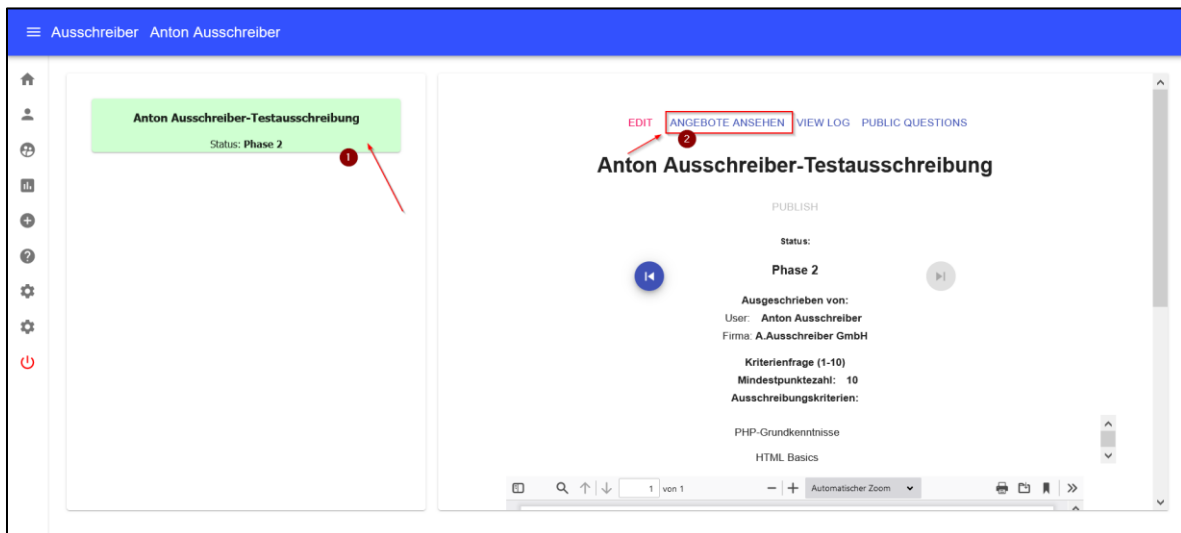 Ausschreiber Anton Ausschreiber
Anton Ausschreiber-Testausschreibung
Status: Phase 2
1
EDIT ANGEBOTE ANSEHEN VIEW LOG PUBLIC QUESTIONS
2
Anton Ausschreiber-Testausschreibung
PUBLISH
Status:
Phase 2
Ausgeschrieben von:
User: Anton Ausschreiber
Firma: A.Ausschreiber GmbH
Kriterienfrage (1-10)
Mindestpunktezahl: 10
Ausschreibungskriterien:
PHP-Grundkenntnisse
HTML Basics
1 von 1 Automatischer Zoom